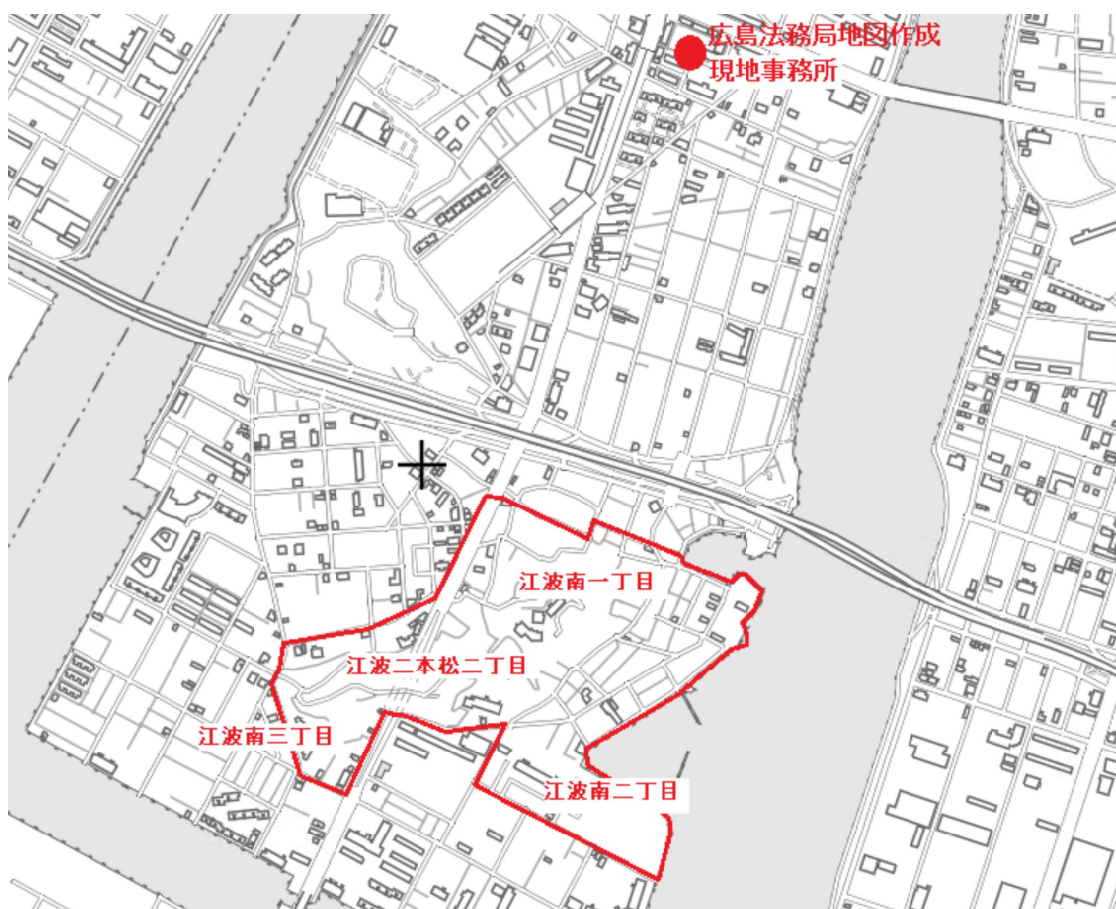 広島法務局地図作成
現地事務所
江波南一丁目
江波二本松二丁目
江波南三丁目
江波南二丁目